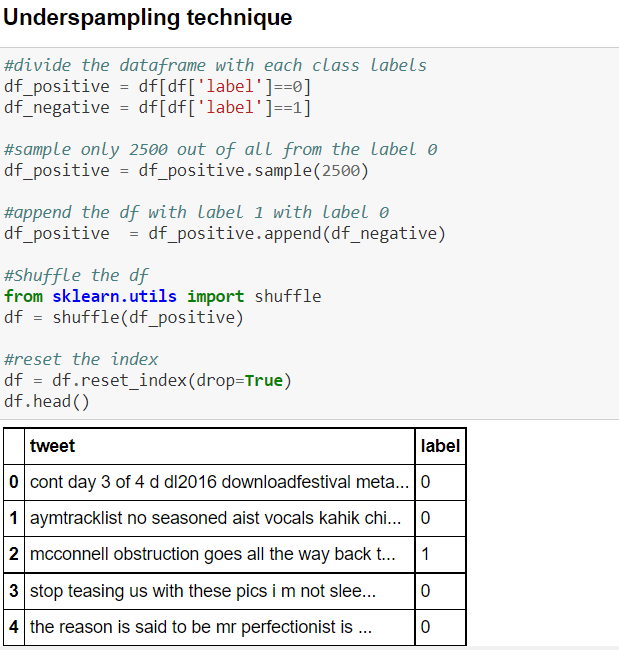 Underspampling technique
#divide the dataframe with each class labels
df_positive = df[df['label']==0]
df_negative = df[df['label']==1]
#sample only 2500 out of all from the label 0
df_positive = df_positive.sample(2500)
#append the df with label 1 with label 0
df_positive  = df_positive.append(df_negative)
#Shuffle the df
from sklearn.utils import shuffle
df = shuffle(df_positive)
#reset the index
df = df.reset_index(drop=True)
df.head()
tweet label
0 cont day 3 of 4 d dl2016 downloadfestival meta... 0
1 aymtracklist no seasoned aist vocals kahik chi... 0
2 mcconnell obstruction goes all the way back t... 1
3 stop teasing us with these pics i m not slee... 0
4 the reason is said to be mr perfectionist is ... 0